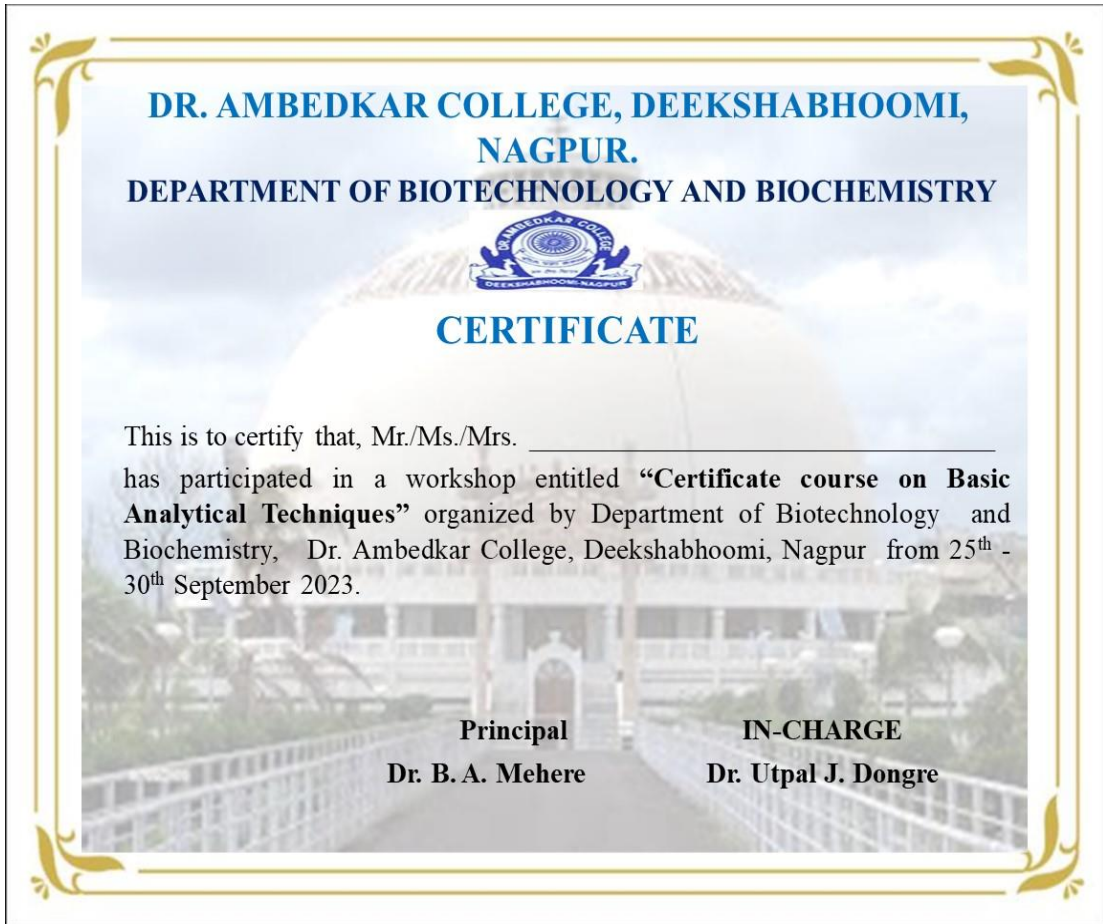 DR. AMBEDKAR COLLEGE, DEEKSHABHOOMI,
NAGPUR.
DEPARTMENT OF BIOTECHNOLOGY AND BIOCHEMISTRY
DR. AMBEDKAR COLLEGE
DEEKSHABHOOMI-NAGPUR
CERTIFICATE
This is to certify that, Mr./Ms./Mrs.
has participated in a workshop entitled “Certificate course on Basic
Analytical Techniques” organized by Department of Biotechnology and
Biochemistry, Dr. Ambedkar College, Deekshabhoomi, Nagpur from 25th -
30th September 2023.
Principal IN-CHARGE
Dr. B. A. Mehere Dr. Utpal J. Dongre